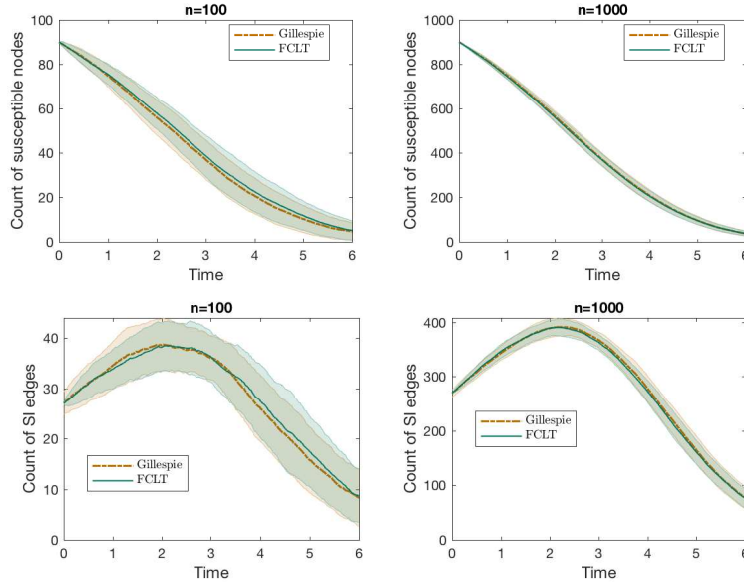 n=100
100
80
60
40
20
0
Count of susceptible nodes
Gillespie
FCLT
0 1 2 3 4 5 6
Time
n=1000
1000
800
600
400
200
0
Count of susceptible nodes
Gillespie
FCLT
0 1 2 3 4 5 6
Time
n=100
40
30
20
10
0
Count of SI edges
Gillespie
FCLT
0 1 2 3 4 5 6
Time
n=1000
400
300
200
100
Count of SI edges
Gillespie
FCLT
0 1 2 3 4 5 6
Time